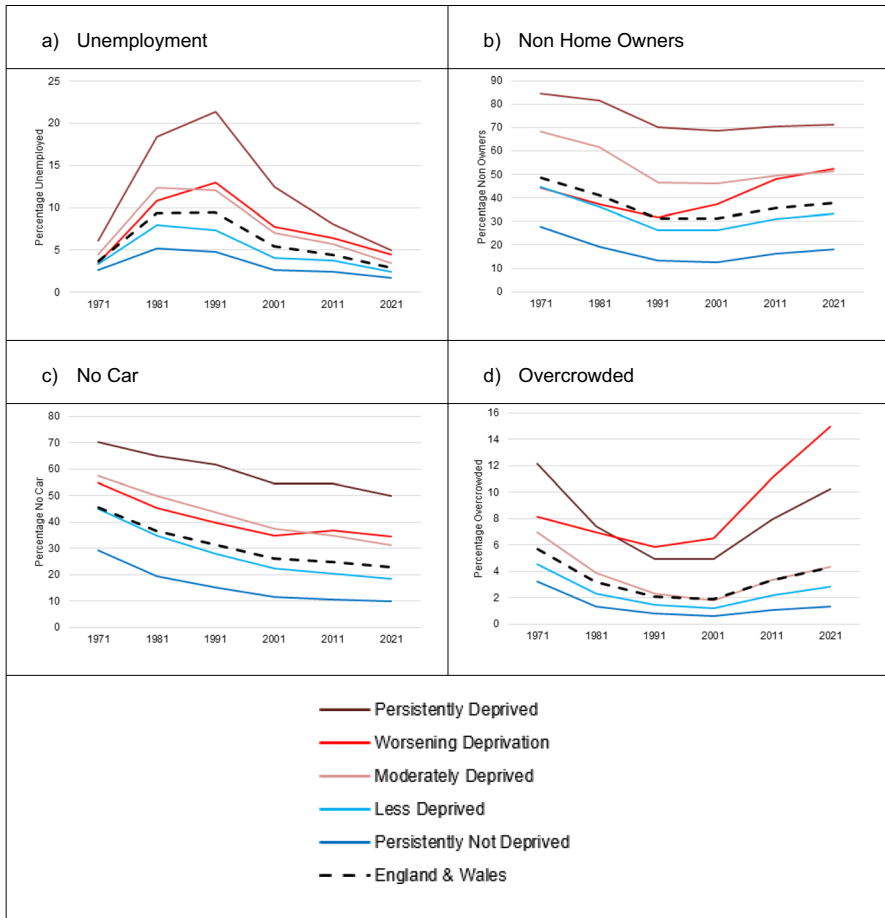 a) Unemployment
b) Non Home Owners
Percentage Unemployed
25
20
15
10
5
0
1971 1981 1991 2001 2011 2021
Percentage Non Owners
90
80
70
60
50
40
30
20
10
0
1971 1981 1991 2001 2011 2021
c) No Car
d) Overcrowded
Percentage No Car
80
70
60
50
40
30
20
10
0
1971 1981 1991 2001 2011 2021
Percentage Overcrowded
16
14
12
10
8
6
4
2
0
1971 1981 1991 2001 2011 2021
Persistently Deprived
Worsening Deprivation
Moderately Deprived
Less Deprived
Persistently Not Deprived
England & Wales